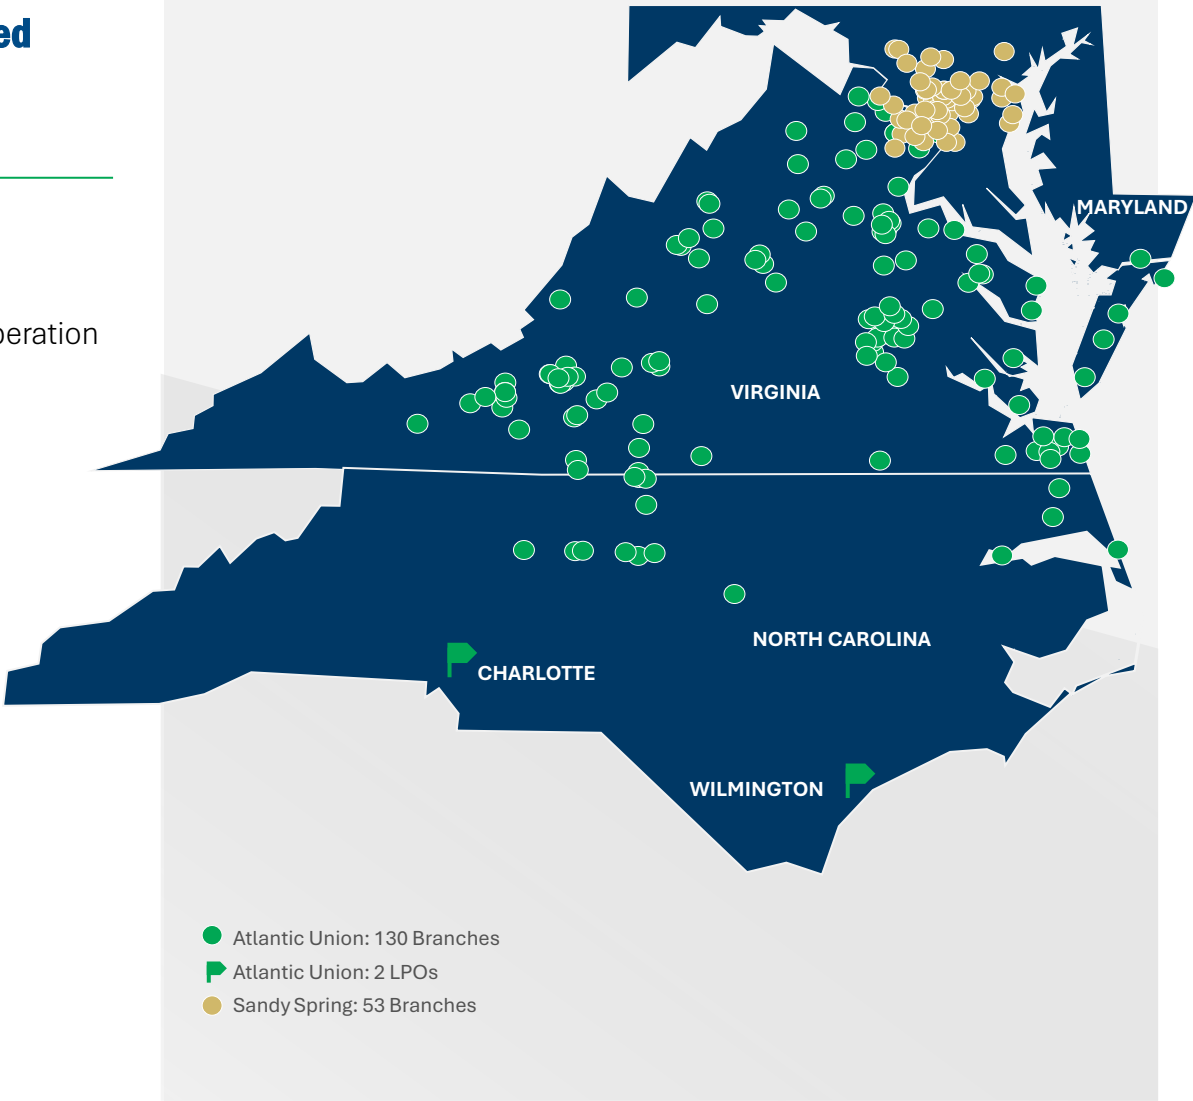 ed
peration
MARYLAND
VIRGINIA
NORTH CAROLINA
CHARLOTTE
WILMINGTON
Atlantic Union: 130 Branches
Atlantic Union: 2 LPOs
Sandy Spring: 53 Branches